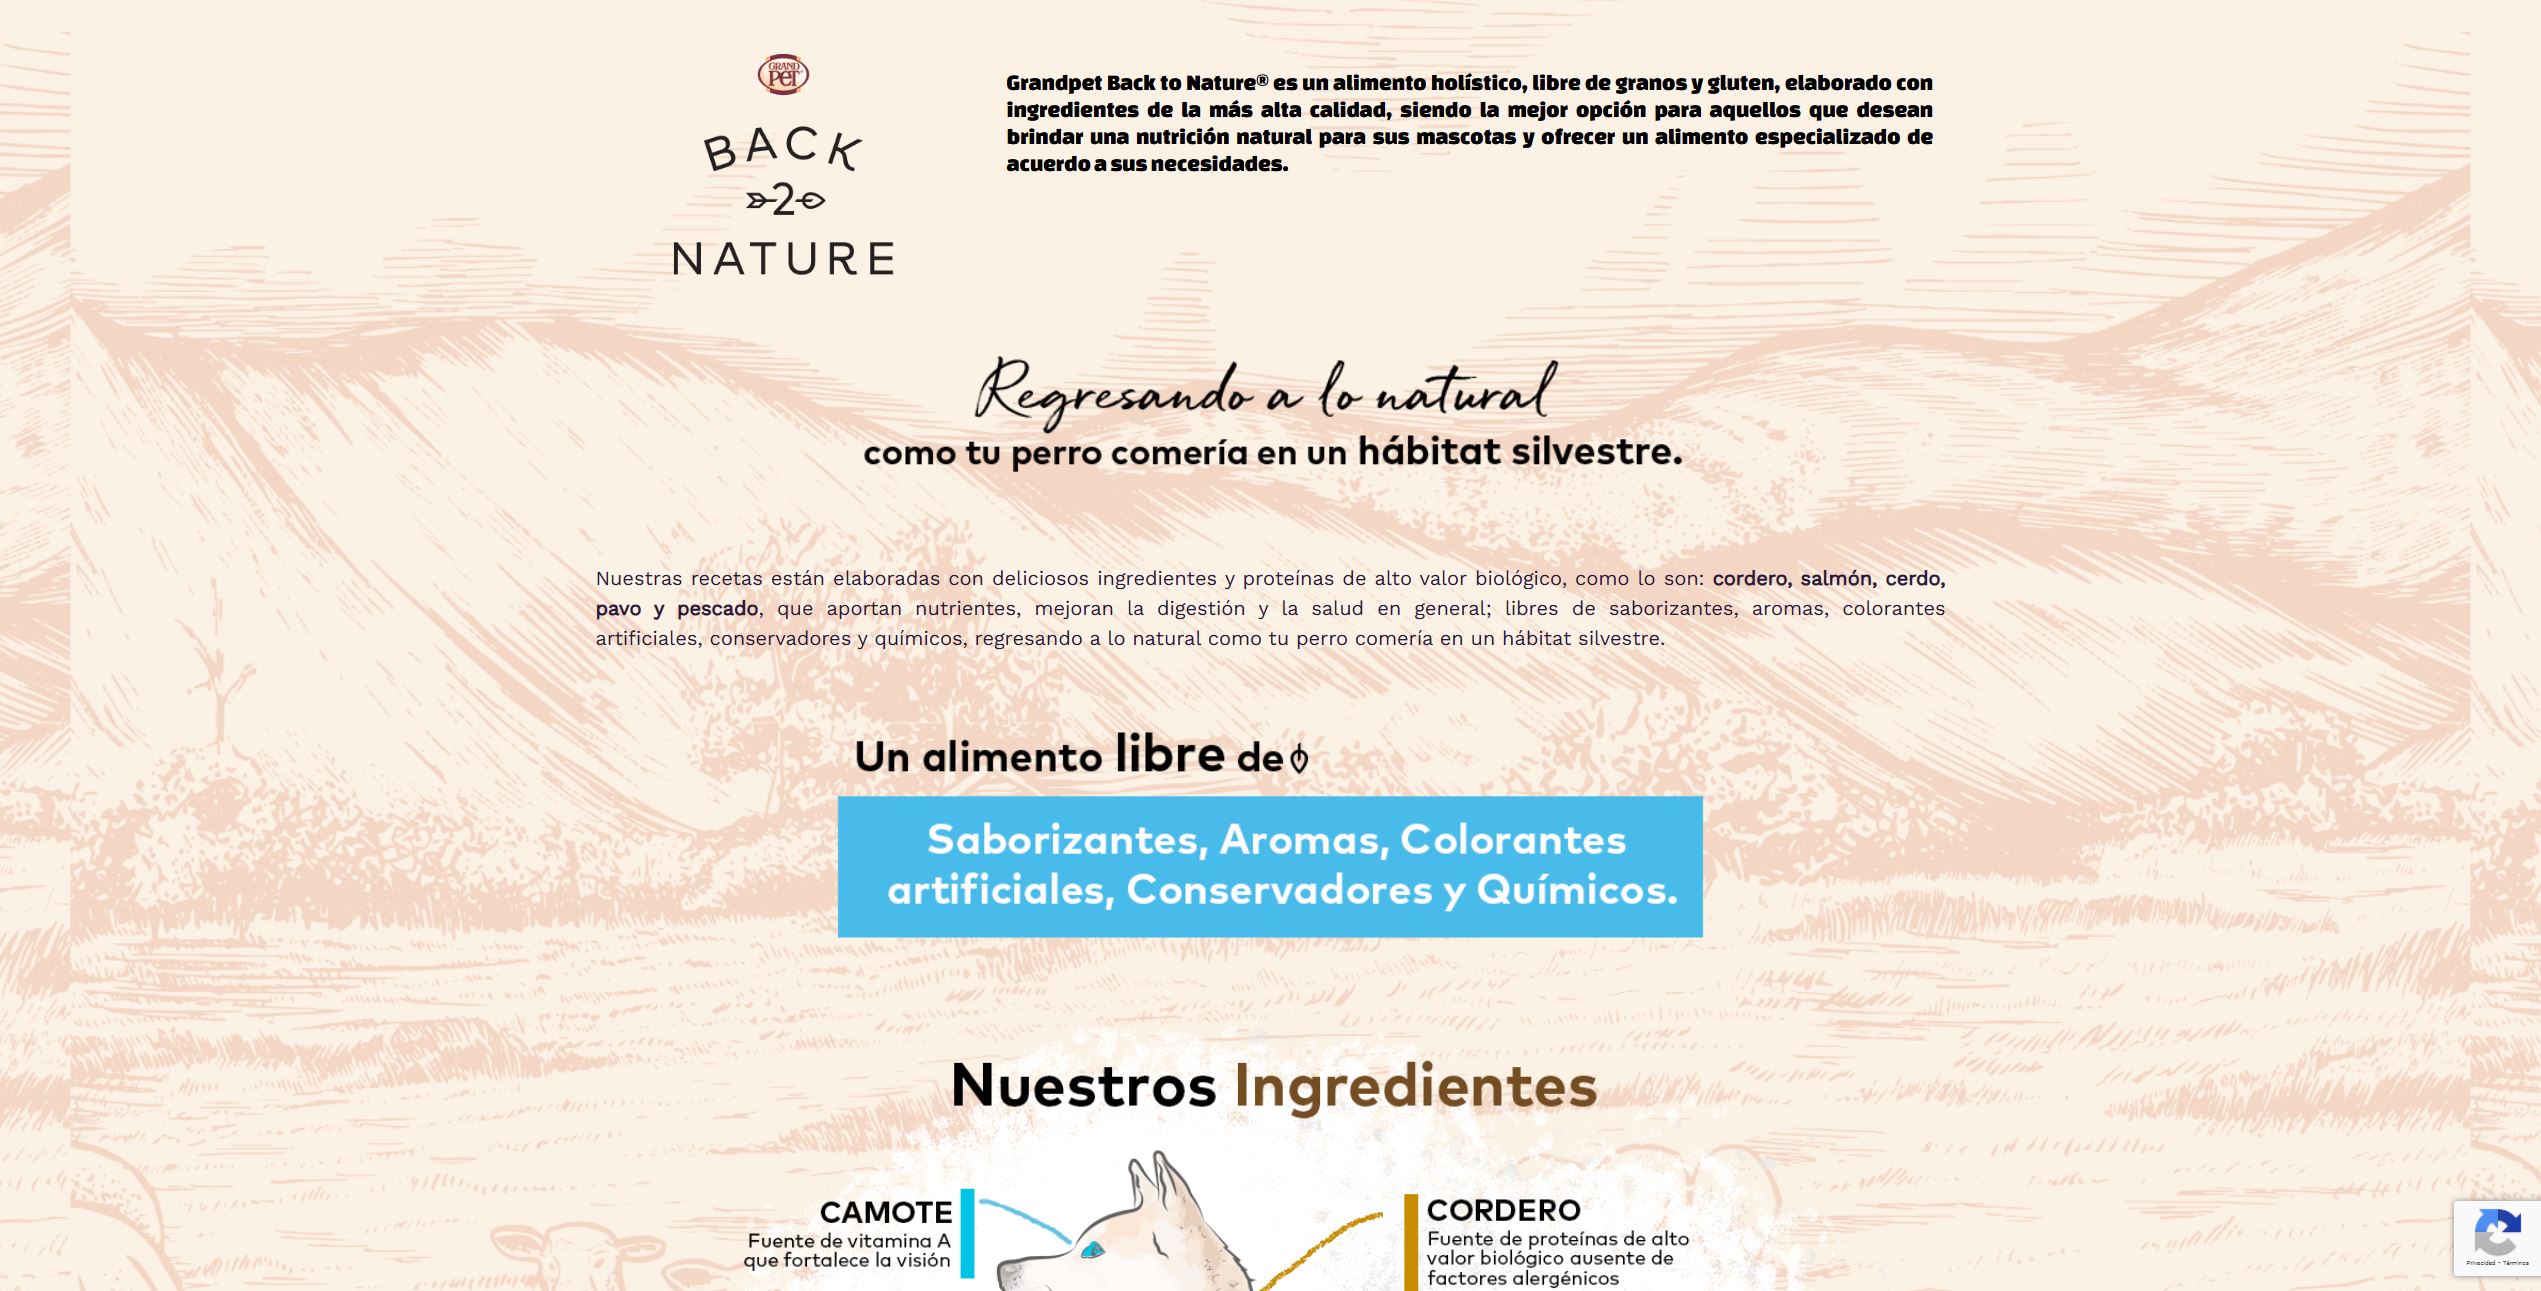 GRAND
PET
BACK
2
NATURE
Grandpet Back to Nature® es un alimento holístico, libre de granos y gluten, elaborado con
ingredientes de la más alta calidad, siendo la mejor opción para aquellos que desean
brindar una nutrición natural para sus mascotas y ofrecer un alimento especializado de
acuerdo a sus necesidades.
Regresando a lo natural
como tu perro comería en un hábitat silvestre.
Nuestras recetas están elaboradas con deliciosos ingredientes y proteínas de alto valor biológico, como lo son: cordero, salmón, cerdo,
pavo y pescado, que aportan nutrientes, mejoran la digestión y la salud en general; libres de saborizantes, aromas, colorantes
artificiales, conservadores y químicos, regresando a lo natural como tu perro comería en un hábitat silvestre.
Un alimento libre de
Saborizantes, Aromas, Colorantes
artificiales, Conservadores y Químicos.
Nuestros Ingredientes
CAMOTE
Fuente de vitamina A
que fortalece la visión
CORDERO
Fuente de proteínas de alto
valor biológico ausente de
factores alergénicos
Privacidad - Términos